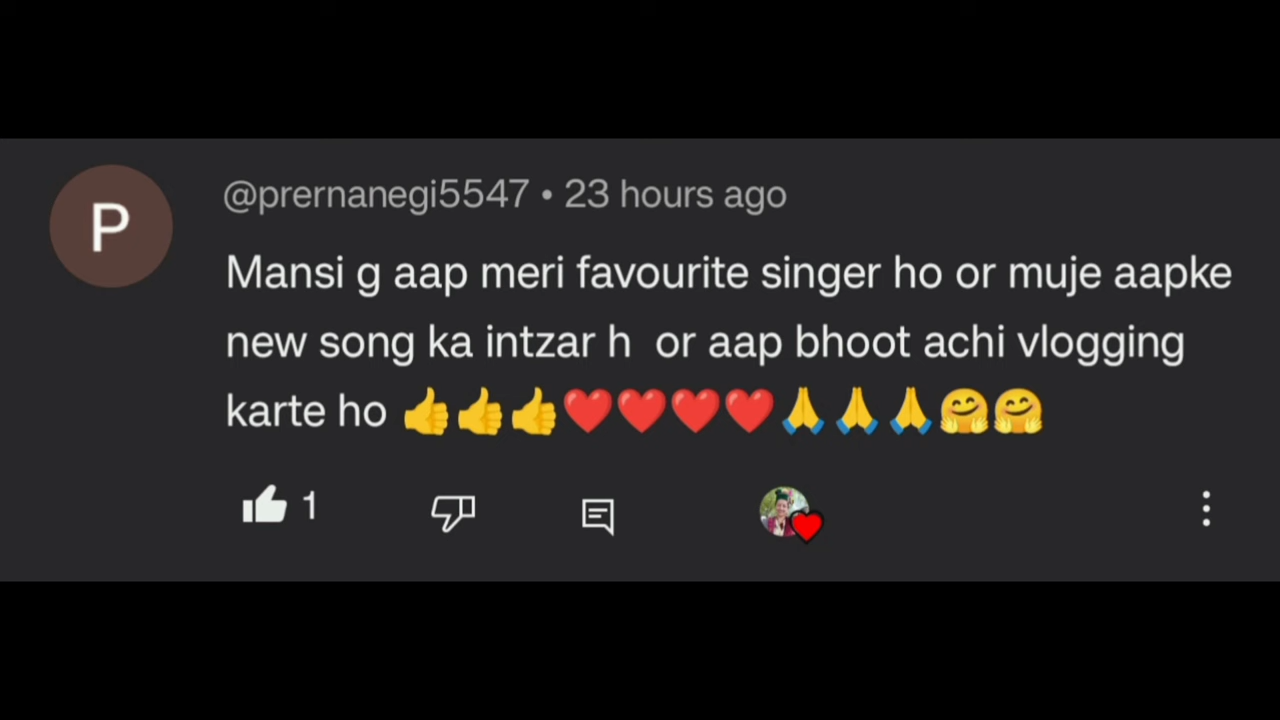 P
@prernanegi5547 • 23 hours ago
Mansi g aap meri favourite singer ho or muje aapke
new song ka intzar h  or aap bhoot achi vlogging
karte ho 👍👍👍❤️❤️❤️❤️🙏🙏🙏🤗🤗
1